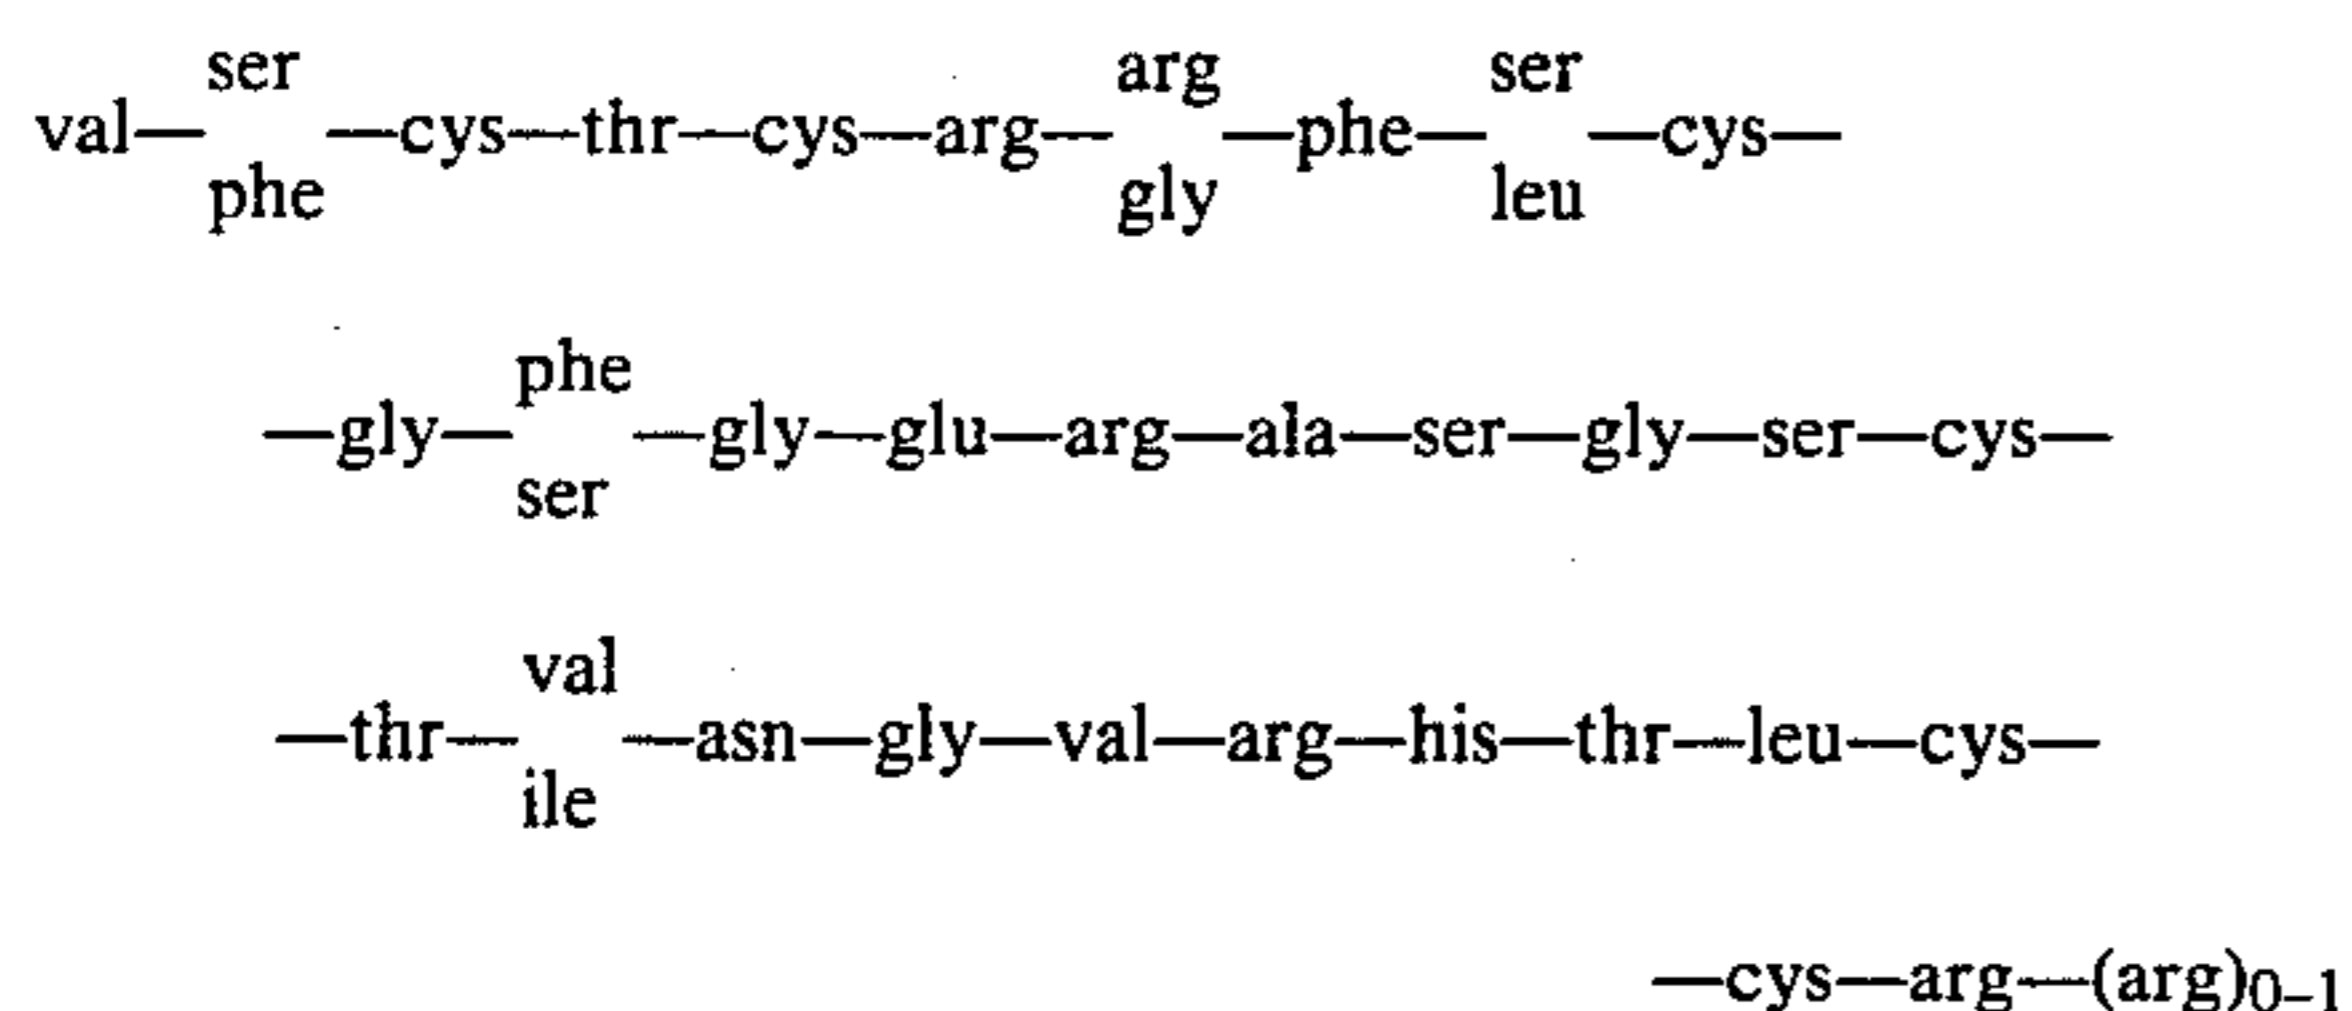 ser arg ser
val— —cys—thr—cys—arg— —phe— —cys—
phe gly leu
phe
—gly— —gly—glu—arg—ala—ser—gly—ser—cys—
ser
val
—thr— —asn—gly—val—arg—his—thr—leu—cys—
ile
—cys—arg—(arg)0–1